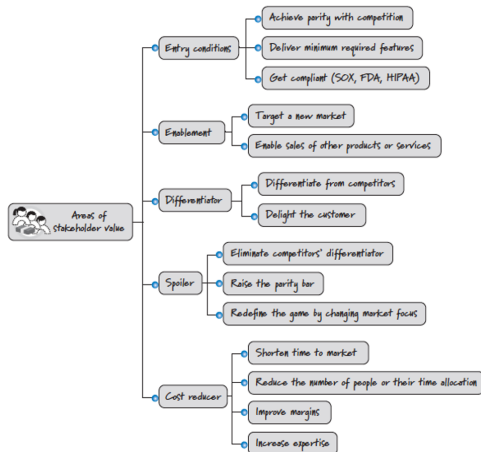 Areas of
stakeholder value
Entry conditions
Achieve parity with competition
Deliver minimum required features
Get compliant (SOX, FDA, HIPAA)
Enablement
Target a new market
Enable sales of other products or services
Differentiator
Differentiate from competitors
Delight the customer
Spoiler
Eliminate competitors' differentiator
Raise the parity bar
Redefine the game by changing market focus
Cost reducer
Shorten time to market
Reduce the number of people or their time allocation
Improve margins
Increase expertise